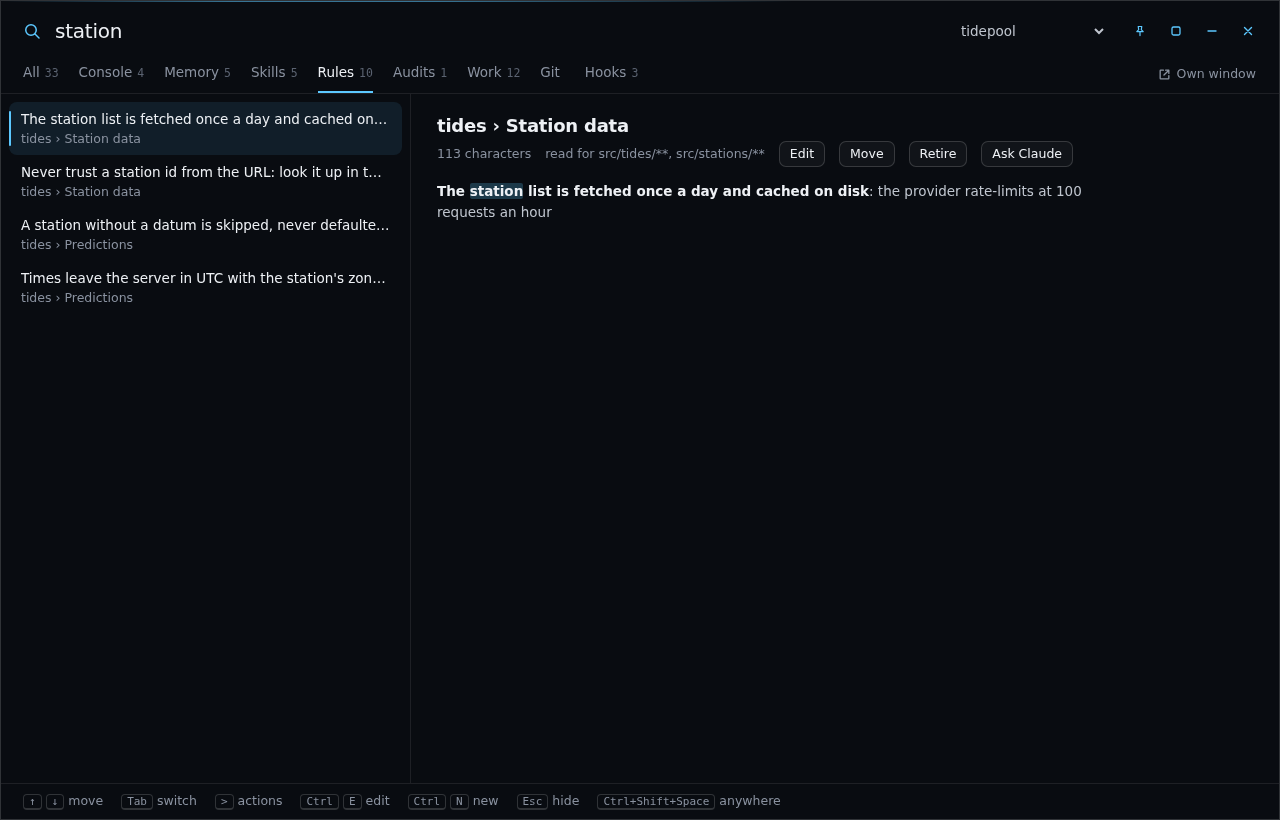 station
tidepool
All 33 Console 4 Memory 5 Skills 5 Rules 10 Audits 1 Work 12 Git Hooks 3
Own window
The station list is fetched once a day and cached on…
tides › Station data
Never trust a station id from the URL: look it up in t…
tides › Station data
A station without a datum is skipped, never defaulte…
tides › Predictions
Times leave the server in UTC with the station's zon…
tides › Predictions
tides › Station data
113 characters read for src/tides/**, src/stations/** Edit Move Retire Ask Claude
The station list is fetched once a day and cached on disk: the provider rate-limits at 100
requests an hour
↑ ↓ move Tab switch > actions Ctrl E edit Ctrl N new Esc hide Ctrl+Shift+Space anywhere